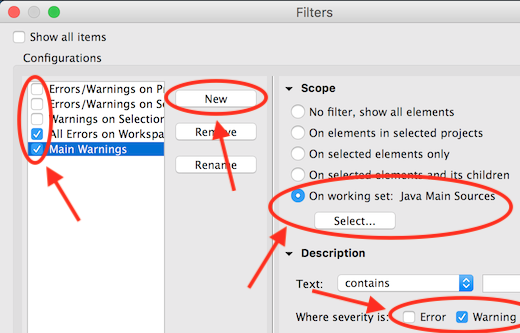 Filters
Show all items
Configurations
Errors/Warnings on
Errors/Warnings on
Warnings on Selection
All Errors on Workspa
Main Warnings
New
Remove
Rename
Scope
No filter, show all elements
On elements in selected projects
On selected elements only
On selected elements and its children
On working set: Java Main Sources
Select...
Description
Text: contains
Where severity is: Error Warning